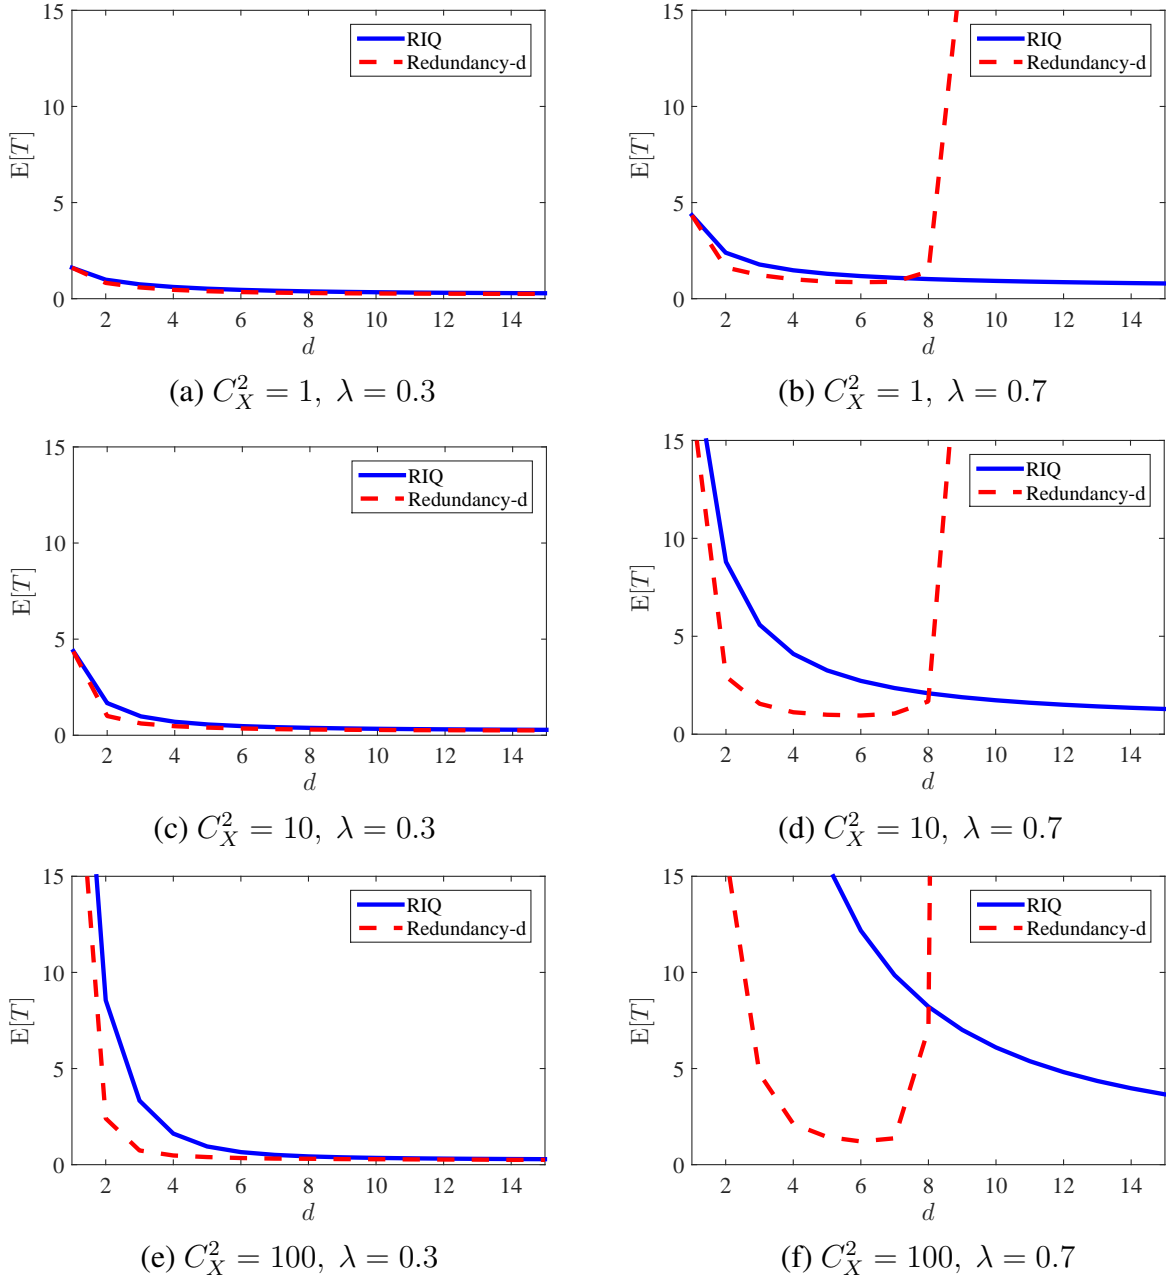 15
10
5
0
E[T]
2 4 6 8 10 12 14
d
RIQ
Redundancy-d
(a) C_X^2 = 1, λ = 0.3
15
10
5
0
E[T]
2 4 6 8 10 12 14
d
RIQ
Redundancy-d
(b) C_X^2 = 1, λ = 0.7
15
10
5
0
E[T]
2 4 6 8 10 12 14
d
RIQ
Redundancy-d
(c) C_X^2 = 10, λ = 0.3
15
10
5
0
E[T]
2 4 6 8 10 12 14
d
RIQ
Redundancy-d
(d) C_X^2 = 10, λ = 0.7
15
10
5
0
E[T]
2 4 6 8 10 12 14
d
RIQ
Redundancy-d
(e) C_X^2 = 100, λ = 0.3
15
10
5
0
E[T]
2 4 6 8 10 12 14
d
RIQ
Redundancy-d
(f) C_X^2 = 100, λ = 0.7